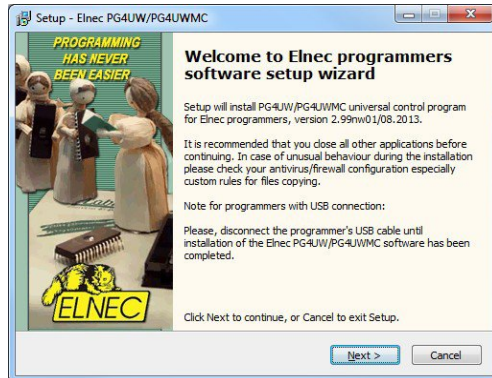 Setup - Elnec PG4UW/PG4UWMC
PROGRAMMING
HAS NEVER
BEEN EASIER
Welcome to Elnec programmers
software setup wizard
Setup will install PG4UW/PG4UWMC universal control program
for Elnec programmers, version 2.99nw01/08.2013.
It is recommended that you close all other applications before
continuing. In case of unusual behaviour during the installation
please check your antivirus/firewall configuration especially
custom rules for files copying.
Note for programmers with USB connection:
Please, disconnect the programmer's USB cable until
installation of the Elnec PG4UW/PG4UWMC software has been
completed.
ELNEC
Click Next to continue, or Cancel to exit Setup.
Next >
Cancel